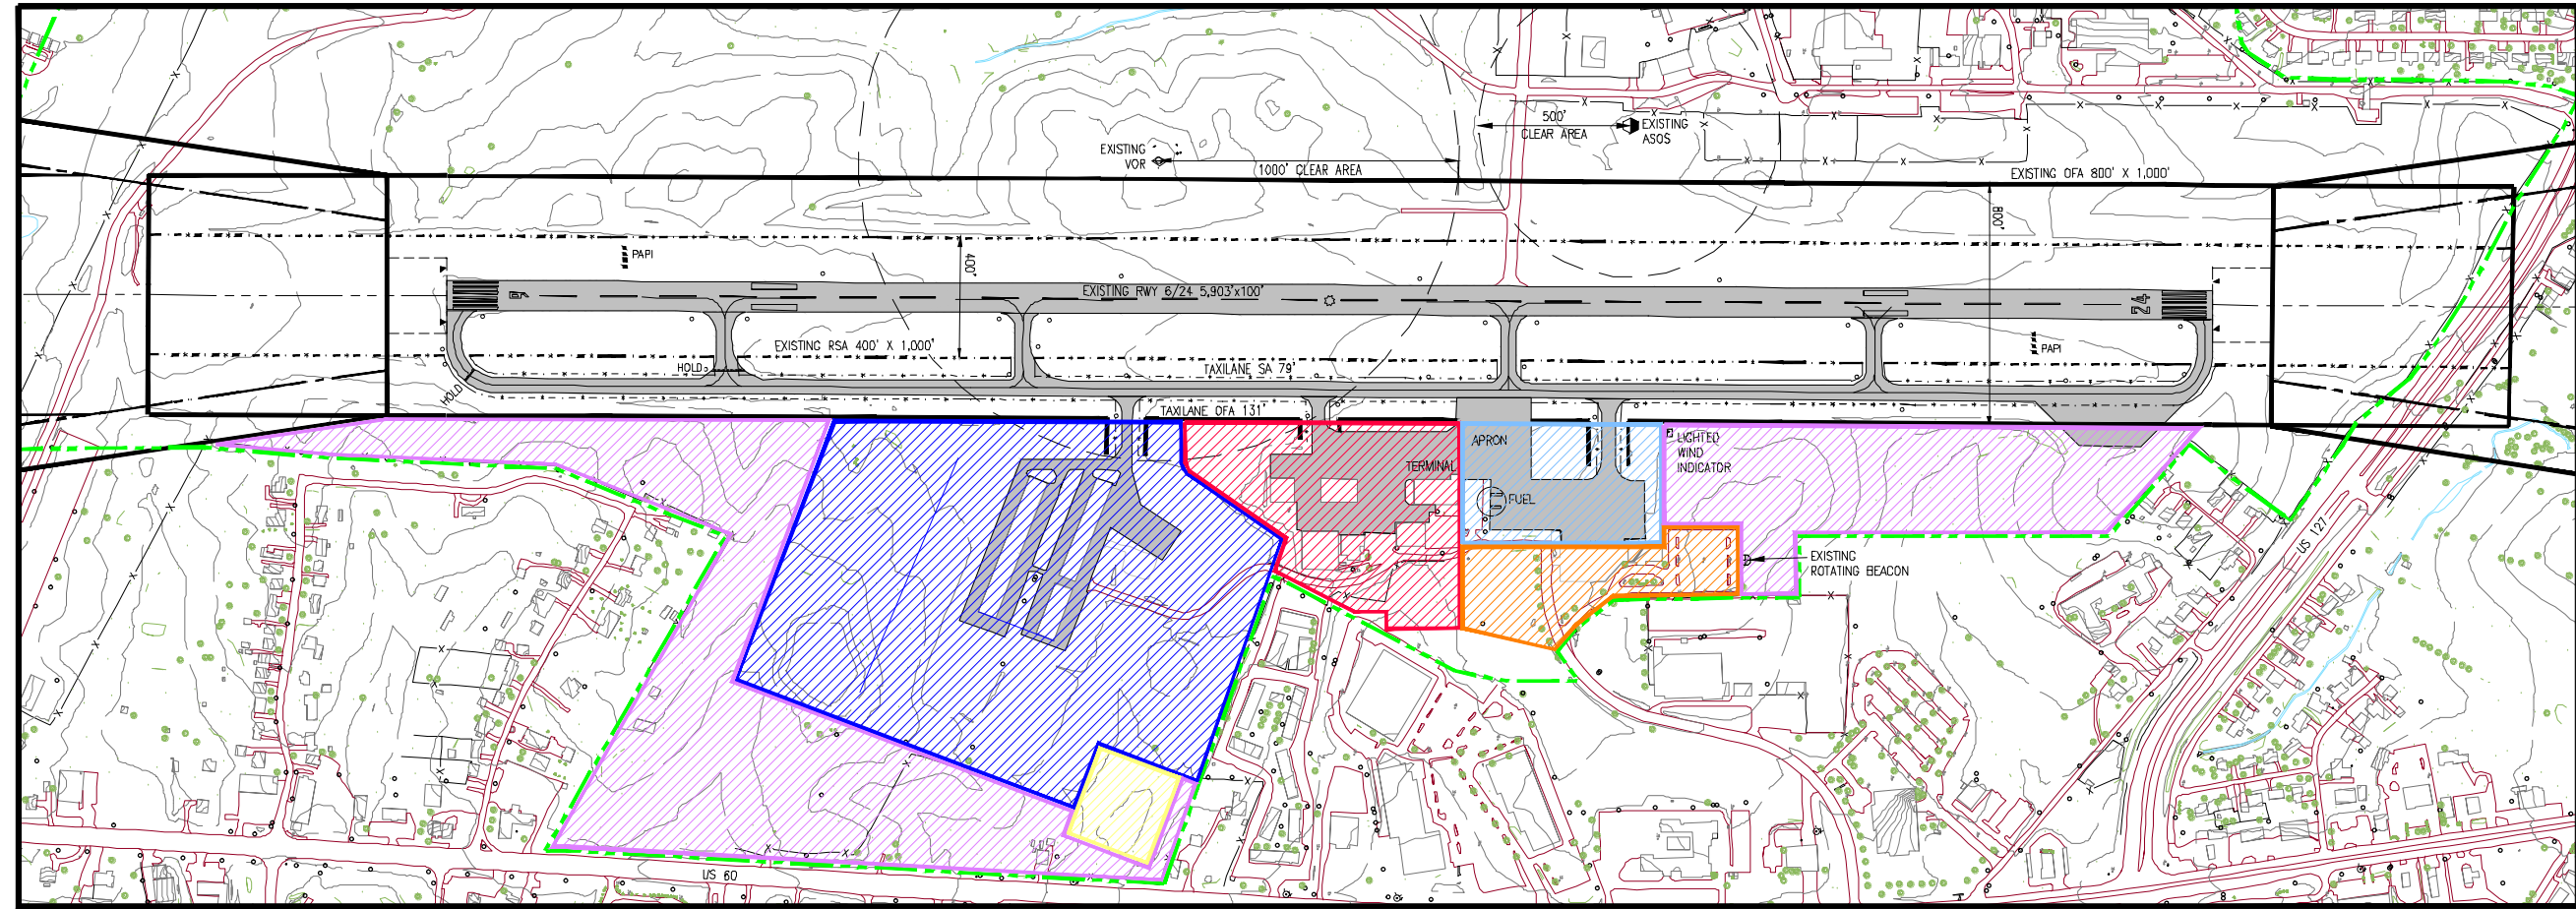 500'
CLEAR AREA
EXISTING
ASOS
EXISTING
VOR
1000' CLEAR AREA
EXISTING OFA 800' X 1,000'
800'
PAPI
400'
6
EXISTING RWY 6/24 5,903'x100'
24
EXISTING RSA 400' X 1,000'
PAPI
HOLD
HOLD
TAXILANE SA 79'
TAXILANE OFA 131'
APRON
LIGHTED
WIND
INDICATOR
TERMINAL
FUEL
US 127
EXISTING
ROTATING BEACON
US 60